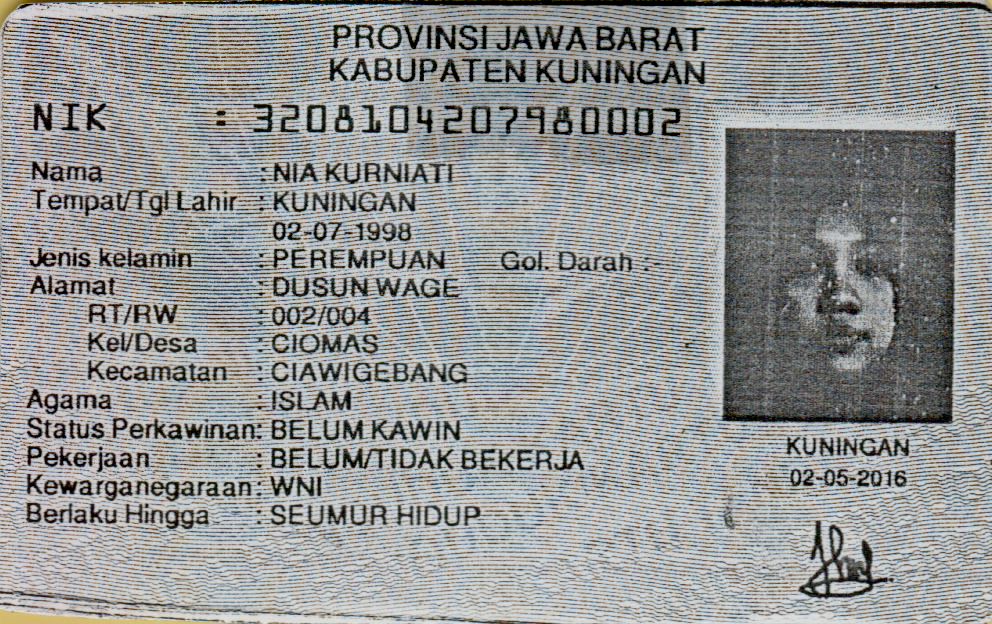 PROVINSI JAWA BARAT
KABUPATEN KUNINGAN
NIK : 3208104207980002
Nama : NIA KURNIATI
Tempat/Tgl Lahir : KUNINGAN
02-07-1998
Jenis kelamin : PEREMPUAN Gol. Darah :-
Alamat : DUSUN WAGE
RT/RW : 002/004
Kel/Desa : CIOMAS
Kecamatan : CIAWIGEBANG
Agama : ISLAM
Status Perkawinan: BELUM KAWIN
Pekerjaan : BELUM/TIDAK BEKERJA
Kewarganegaraan: WNI
Berlaku Hingga : SEUMUR HIDUP
KUNINGAN
02-05-2016